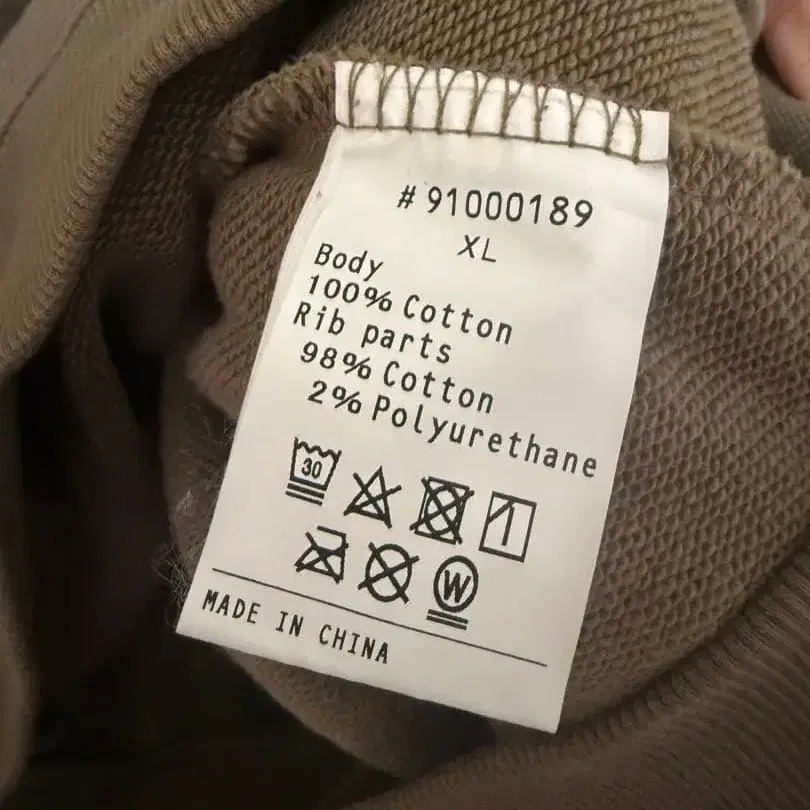 # 91000189
XL
Body
100% Cotton
Rib parts
98% Cotton
2% Polyurethane
30
W
MADE IN CHINA